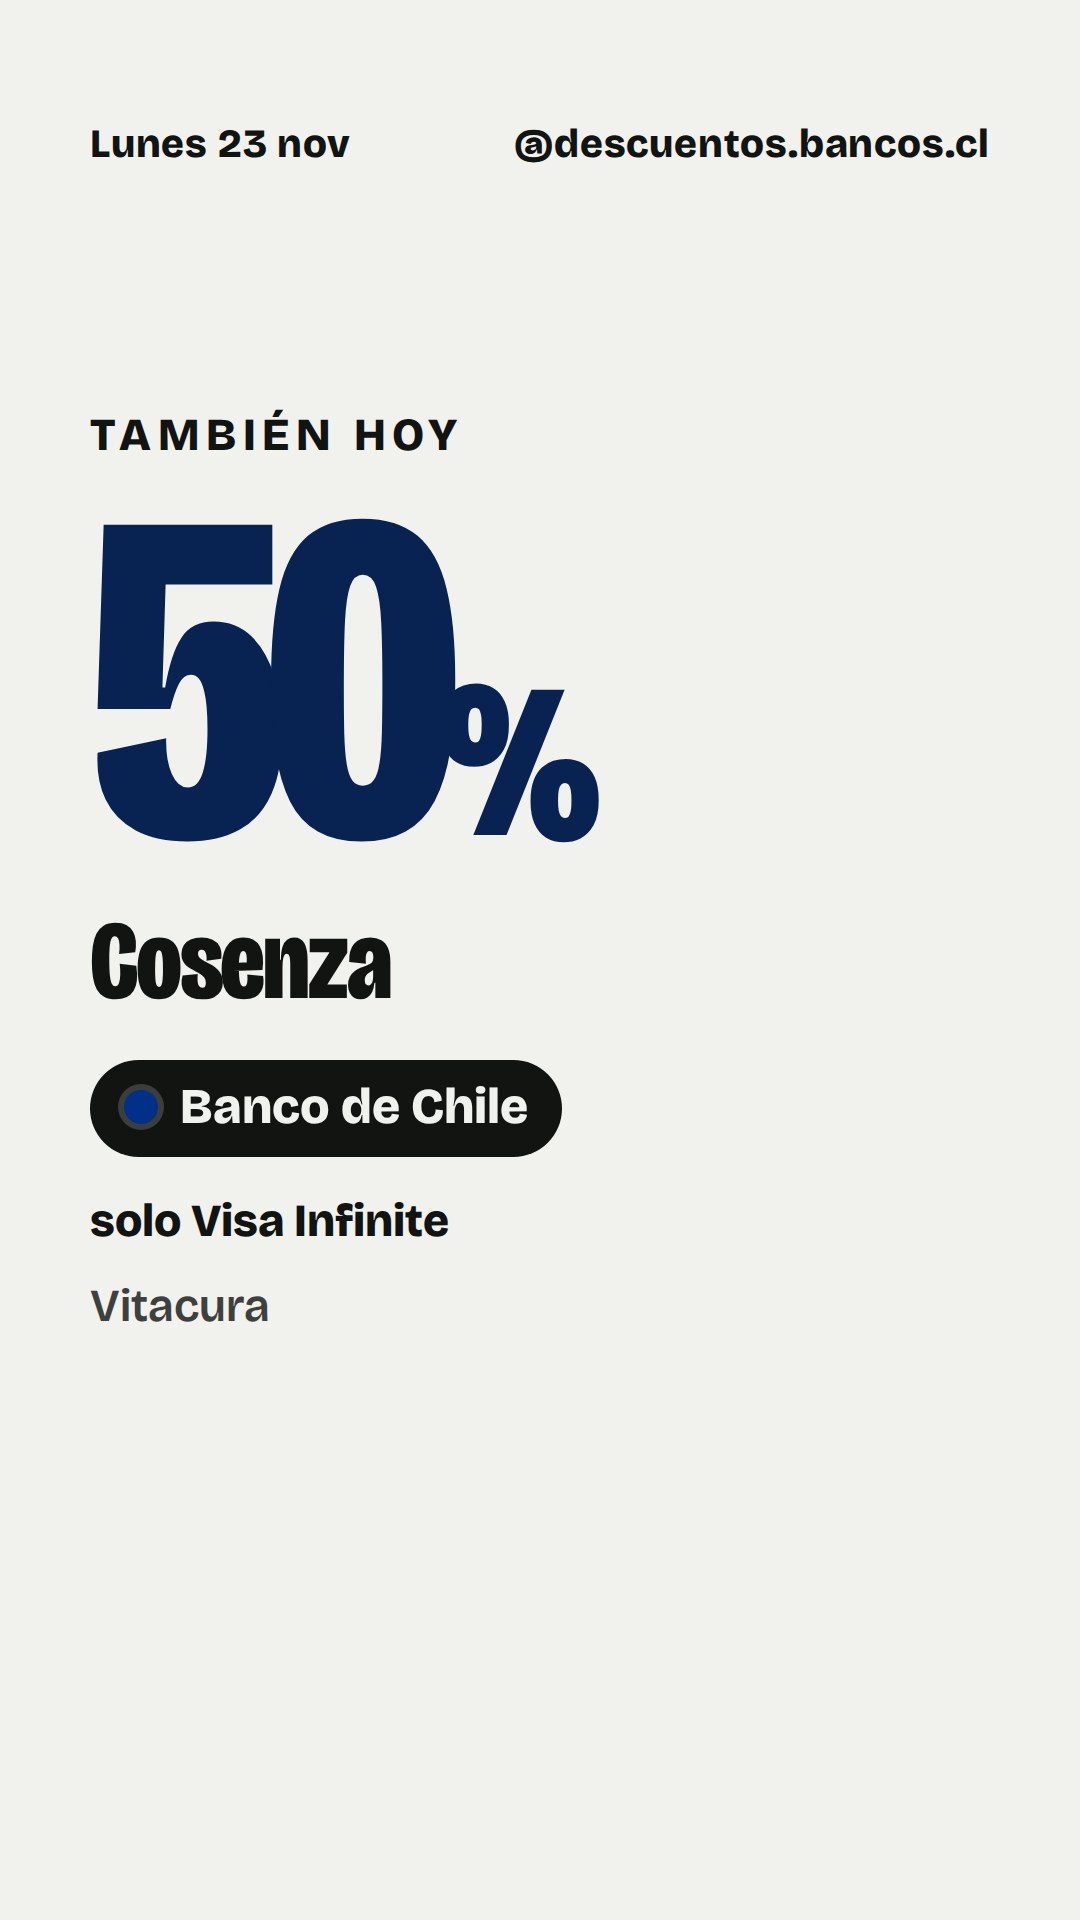 Lunes 23 nov @descuentos.bancos.cl
TAMBIÉN HOY
50%
Cosenza
Banco de Chile
solo Visa Infinite
Vitacura